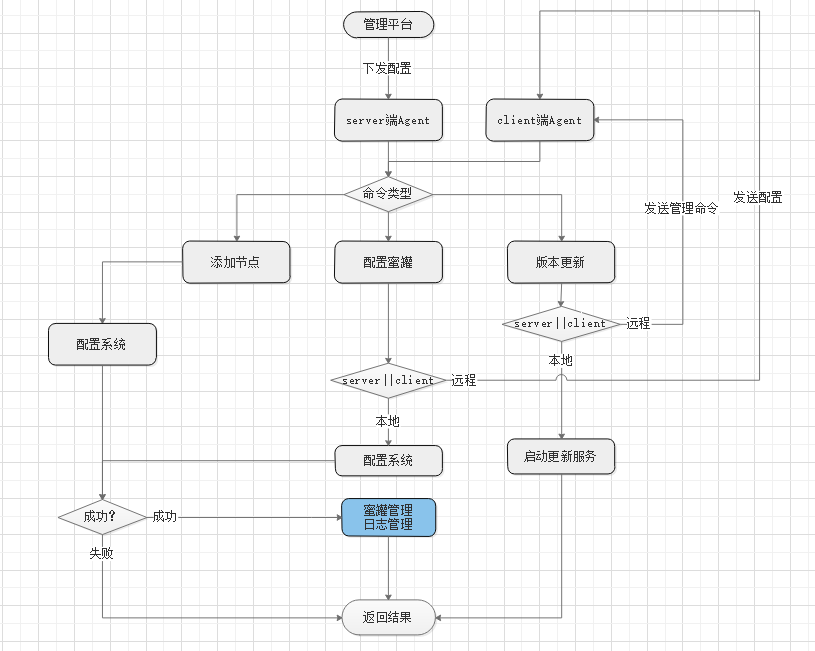 管理平台
下发配置
server端Agent
client端Agent
命令类型
发送管理命令
发送配置
添加节点
配置蜜罐
版本更新
server||client
远程
配置系统
本地
server||client
远程
本地
配置系统
启动更新服务
成功?
成功
蜜罐管理
日志管理
失败
返回结果